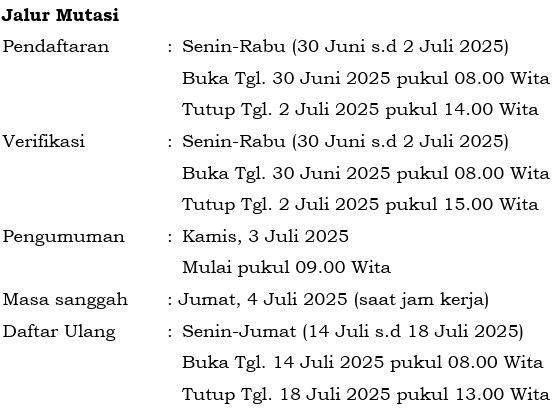 Jalur Mutasi
Pendaftaran : Senin-Rabu (30 Juni s.d 2 Juli 2025)
Buka Tgl. 30 Juni 2025 pukul 08.00 Wita
Tutup Tgl. 2 Juli 2025 pukul 14.00 Wita
Verifikasi : Senin-Rabu (30 Juni s.d 2 Juli 2025)
Buka Tgl. 30 Juni 2025 pukul 08.00 Wita
Tutup Tgl. 2 Juli 2025 pukul 15.00 Wita
Pengumuman : Kamis, 3 Juli 2025
Mulai pukul 09.00 Wita
Masa sanggah : Jumat, 4 Juli 2025 (saat jam kerja)
Daftar Ulang : Senin-Jumat (14 Juli s.d 18 Juli 2025)
Buka Tgl. 14 Juli 2025 pukul 08.00 Wita
Tutup Tgl. 18 Juli 2025 pukul 13.00 Wita